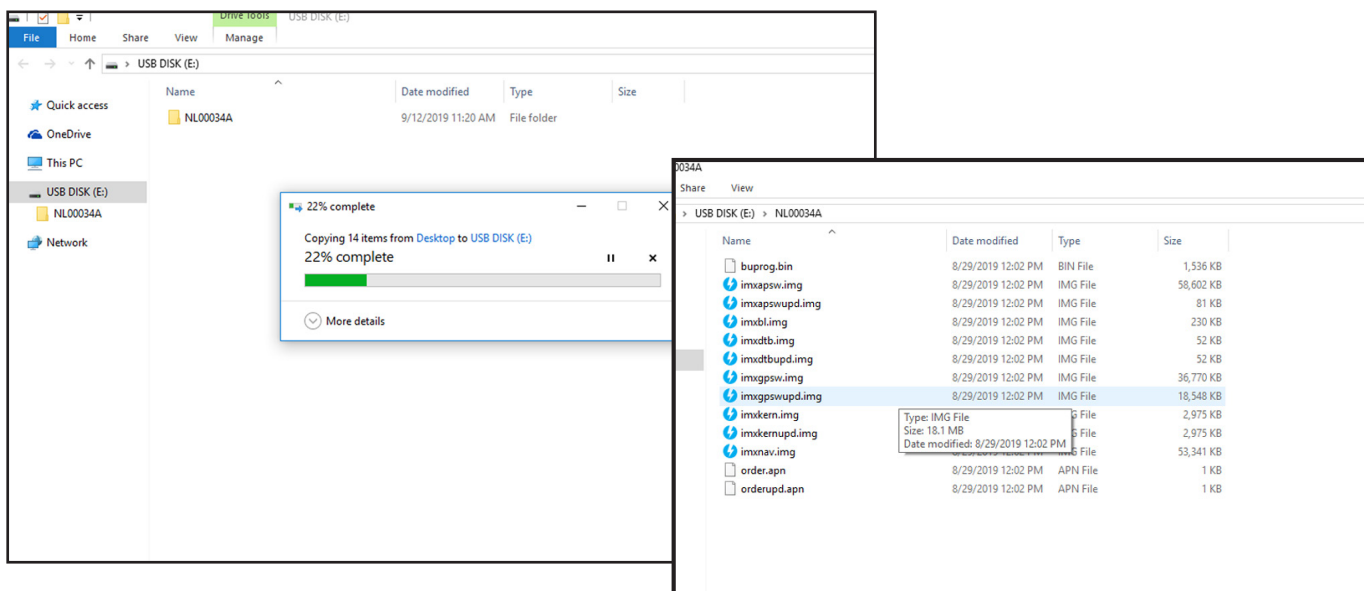 Drive Tools USB DISK (E:)
File Home Share View Manage
USB DISK (E:)
Name Date modified Type Size
Quick access
NL00034A 9/12/2019 11:20 AM File folder
OneDrive
This PC
USB DISK (E:)
NL00034A
Network
22% complete
Copying 14 items from Desktop to USB DISK (E:)
22% complete
More details
0034A
Share View
USB DISK (E:) > NL00034A
Name Date modified Type Size
buprog.bin 8/29/2019 12:02 PM BIN File 1,536 KB
imxapsw.img 8/29/2019 12:02 PM IMG File 58,602 KB
imxapswupd.img 8/29/2019 12:02 PM IMG File 81 KB
imxbl.img 8/29/2019 12:02 PM IMG File 230 KB
imxdtb.img 8/29/2019 12:02 PM IMG File 52 KB
imxdtbupd.img 8/29/2019 12:02 PM IMG File 52 KB
imxgpsw.img 8/29/2019 12:02 PM IMG File 36,770 KB
imxgpswupd.img 8/29/2019 12:02 PM IMG File 18,548 KB
imxkern.img G File 2,975 KB
imxkernupd.img G File 2,975 KB
imxnav.img 8/29/2019 12:02 PM IMG File 53,341 KB
Type: IMG File
Size: 18.1 MB
Date modified: 8/29/2019 12:02 PM
order.apn 8/29/2019 12:02 PM APN File 1 KB
orderupd.apn 8/29/2019 12:02 PM APN File 1 KB